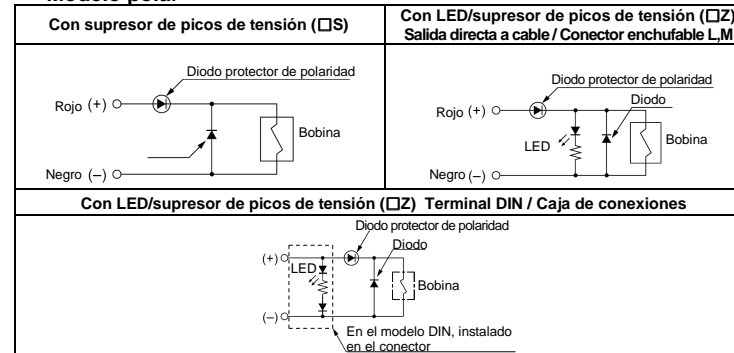 Con supresor de picos de tensión (□S)
Con LED/supresor de picos de tensión (□Z)
Salida directa a cable / Conector enchufable L,M
Diodo protector de polaridad
Rojo (+)
Bobina
Negro (–)
Diodo protector de polaridad
Rojo (+)
Diodo
LED
Bobina
Negro (–)
Con LED/supresor de picos de tensión (□Z) Terminal DIN / Caja de conexiones
Diodo protector de polaridad
Diodo
(+)
LED
Bobina
(–)
En el modelo DIN, instalado
en el conector